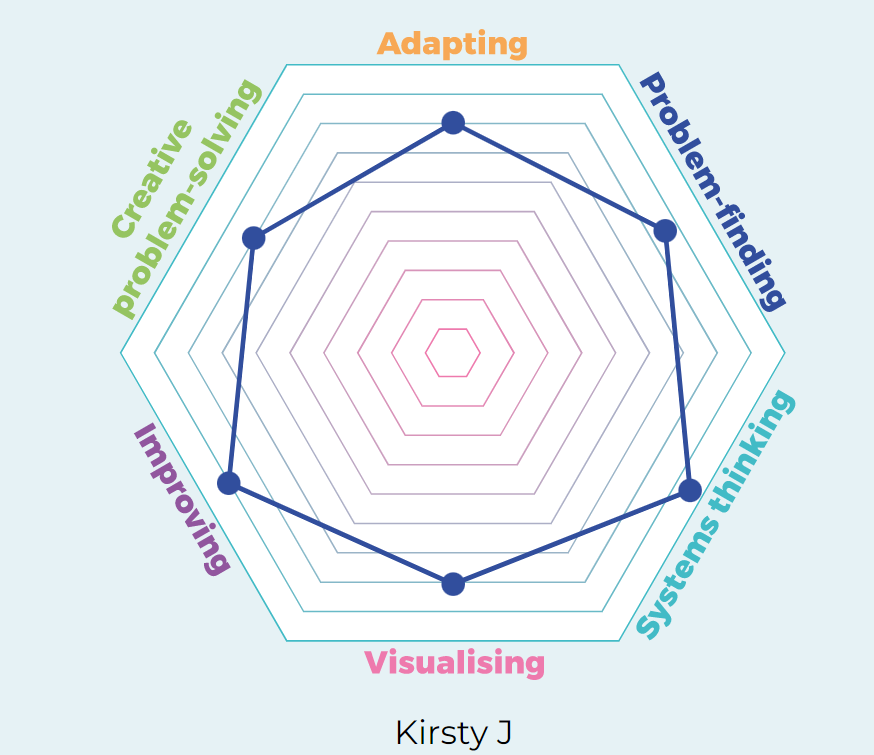 Adapting
Creative
problem-solving
Problem-finding
Improving
Systems thinking
Visualising
Kirsty J